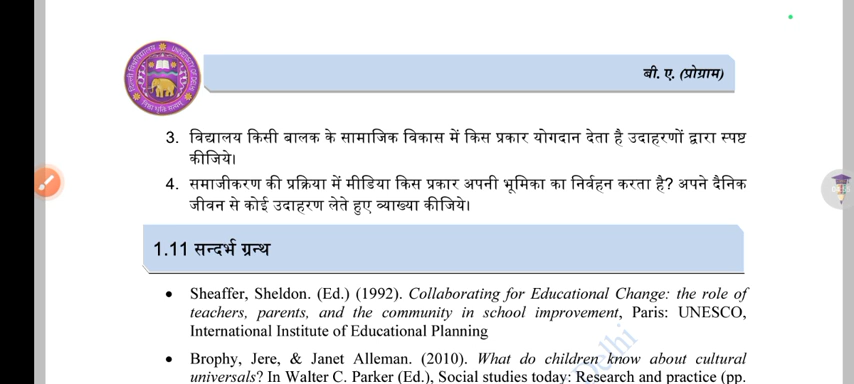 बी. ए. (प्रोग्राम)
3. विद्यालय किसी बालक के सामाजिक विकास में किस प्रकार योगदान देता है उदाहरणों द्वारा स्पष्ट
कीजिये।
4. समाजीकरण की प्रक्रिया में मीडिया किस प्रकार अपनी भूमिका का निर्वहन करता है? अपने दैनिक
जीवन से कोई उदाहरण लेते हुए व्याख्या कीजिये।
1.11 सन्दर्भ ग्रन्थ
• Sheaffer, Sheldon. (Ed.) (1992). Collaborating for Educational Change: the role of
teachers, parents, and the community in school improvement, Paris: UNESCO,
International Institute of Educational Planning
• Brophy, Jere, & Janet Alleman. (2010). What do children know about cultural
universals? In Walter C. Parker (Ed.), Social studies today: Research and practice (pp.
Delhi